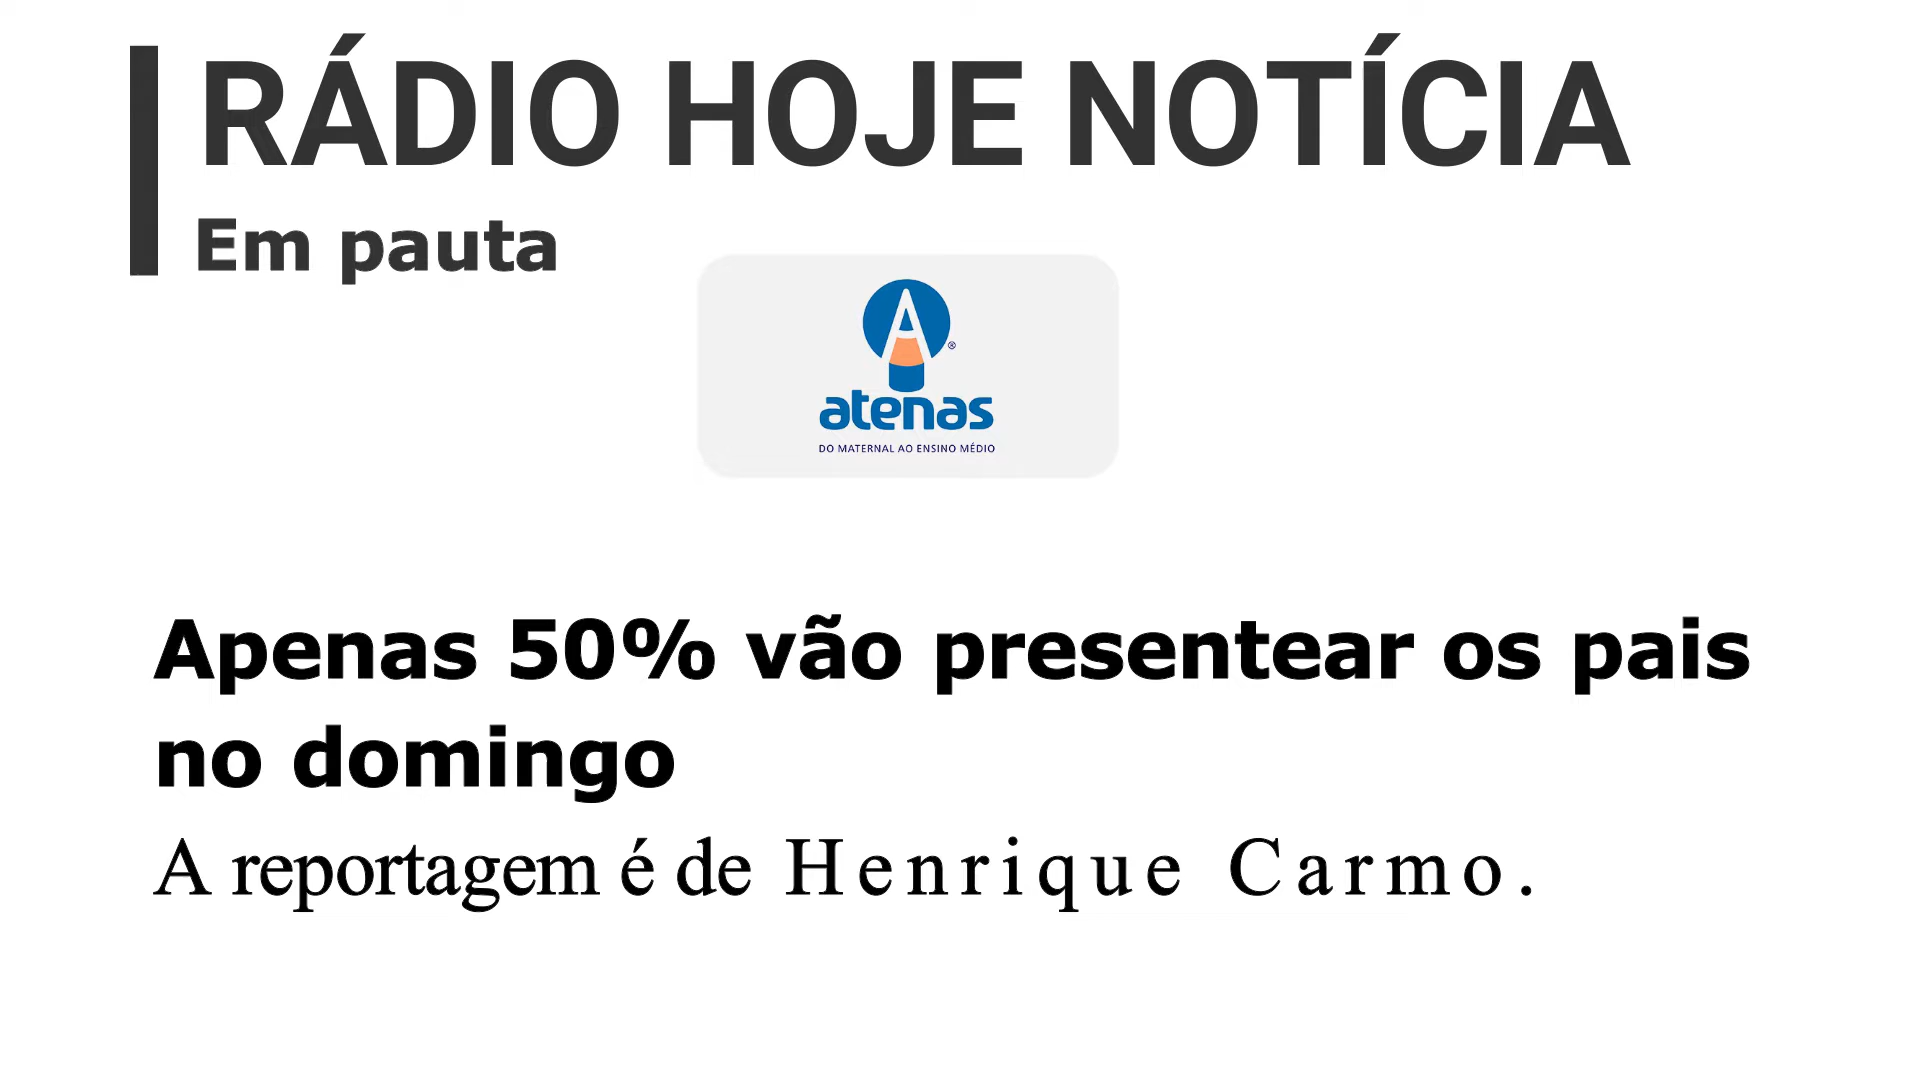 RÁDIO HOJE NOTÍCIA
Em pauta
A
®
atenas
DO MATERNAL AO ENSINO MÉDIO
Apenas 50% vão presentear os pais
no domingo
A reportagem é de Henrique Carmo.